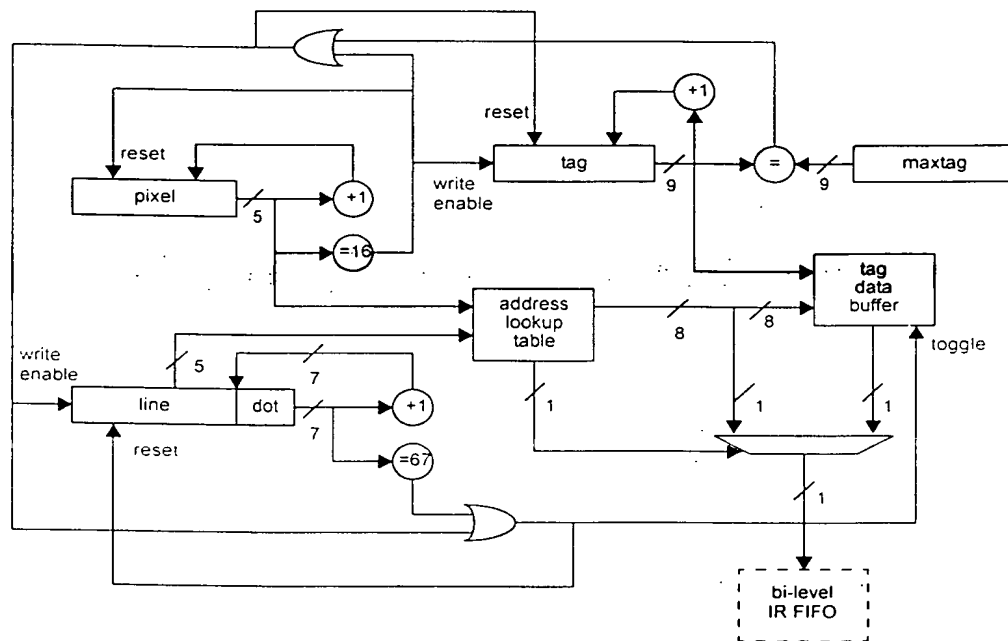 +1
reset
tag
9
=
9
maxtag
write
enable
reset
pixel
5
+1
=16
tag
data
buffer
address
lookup
table
8
8
toggle
write
enable
5
7
line
dot
7
+1
1
1
1
reset
=67
1
bi-level
IR FIFO